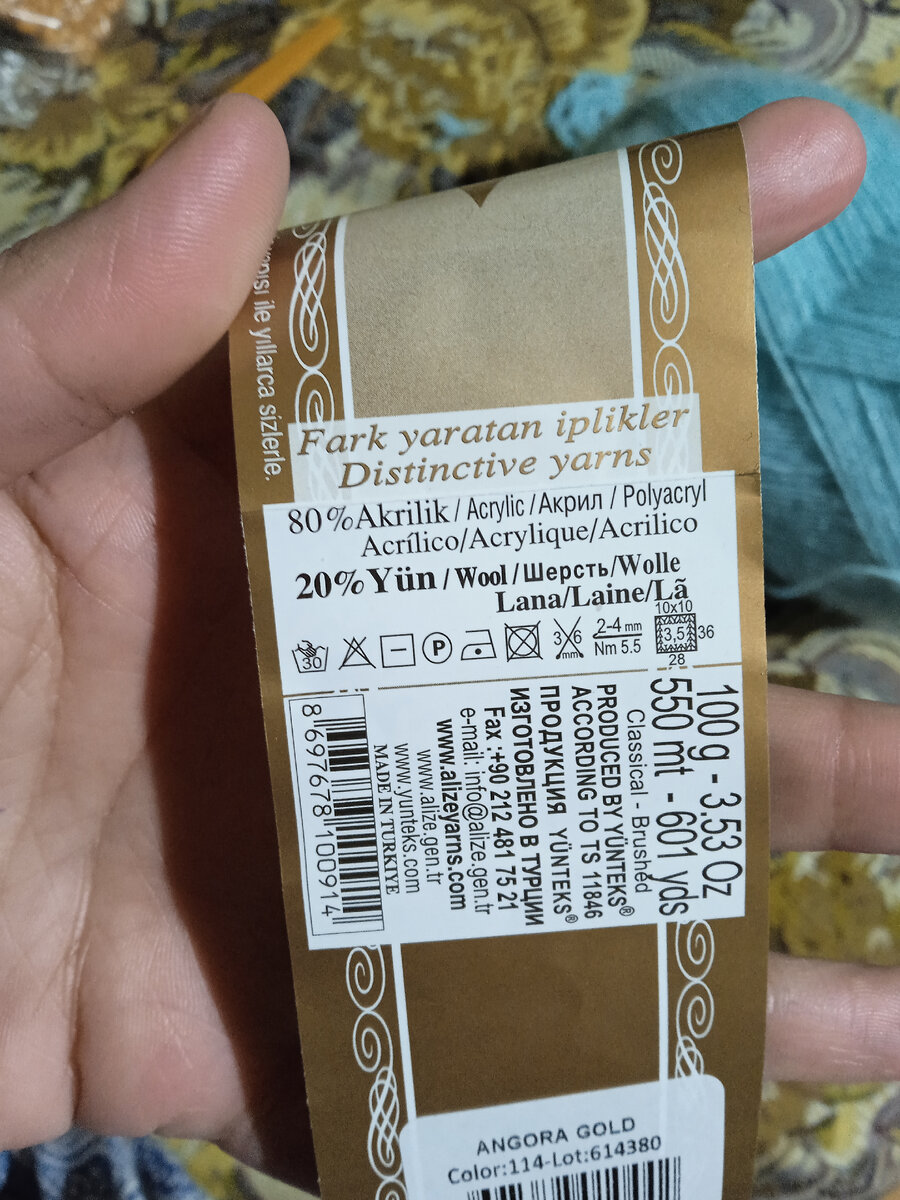 ile yıllarca sizlerle.
Fark yaratan iplikler
Distinctive yarns
80%Akrilik / Acrylic / Акрил / Polyacryl
Acrílico/Acrylique/Acrilico
20%Yün / Wool / Шерсть/Wolle
Lana/Laine/Lã
30
P
3 6
mm
2-4 mm
Nm 5.5
10x10
3,5 36
28
100 g - 3.53 Oz
550 mt - 601 yds
Classical - Brushed
PRODUCED BY YÜNTEKS®
ACCORDING TO TS 11846
ПРОДУКЦИЯ YÜNTEKS®
ИЗГОТОВЛЕНО В ТУРЦИИ
Fax :+90 212 481 75 21
e-mail: info@alize.gen.tr
www.alizeyarns.com
www.alize.gen.tr
www.yunteks.com
MADE IN TURKIYE
8 697678 100914
ANGORA GOLD
Color:114-Lot:614380